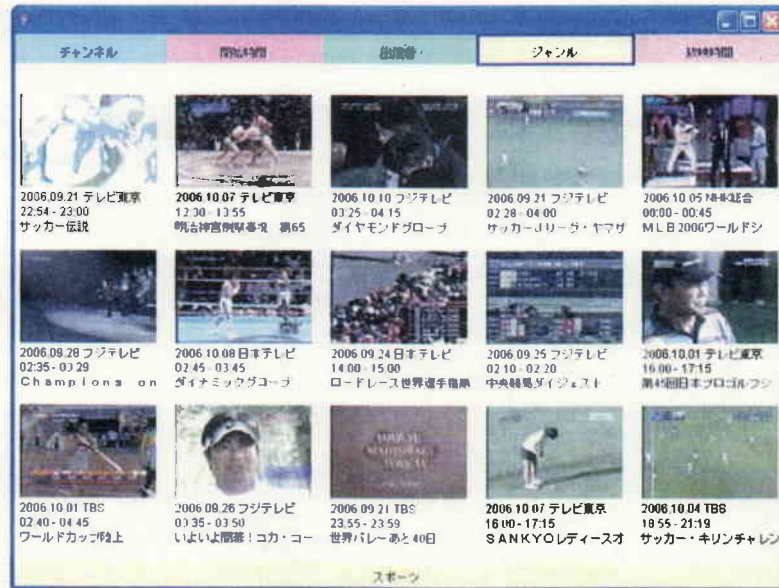 チャンネル
ジャンル
2006.09.21 テレビ東京
22:54 - 23:00
サッカー伝説
2006.10.07 テレビ東京
12:30 - 13:55
2006.10.10 フジテレビ
03:25 - 04:15
ダイヤモンドグローブ
2006.09.21 フジテレビ
02:28 - 04:00
サッカーJリーグ・ヤマザ
2006.10.05 NHK総合
00:00 - 00:45
MLB2006ワールドシ
2006.09.28 フジテレビ
02:35 - 03:29
Champions on
2006.10.08 日本テレビ
02:45 - 03:45
ダイナミックグローブ
2006.09.24 日本テレビ
14:00 - 15:00
ロードレース世界選手権
2006.09.25 フジテレビ
02:10 - 02:20
中央競馬ダイジェスト
2006.10.01 テレビ東京
16:00 - 17:15
第45回日本プロゴルフシ
2006.10.01 TBS
02:40 - 04:45
ワールドカップ陸上
2006.09.26 フジテレビ
03:35 - 03:50
いよいよ開幕!コカ・コー
2006.09.21 TBS
23:55 - 23:59
世界バレーあと40日
2006.10.07 テレビ東京
16:00 - 17:15
SANKYOレディースオ
2006.10.04 TBS
18:55 - 21:19
サッカー・キリンチャレン
スポーツ